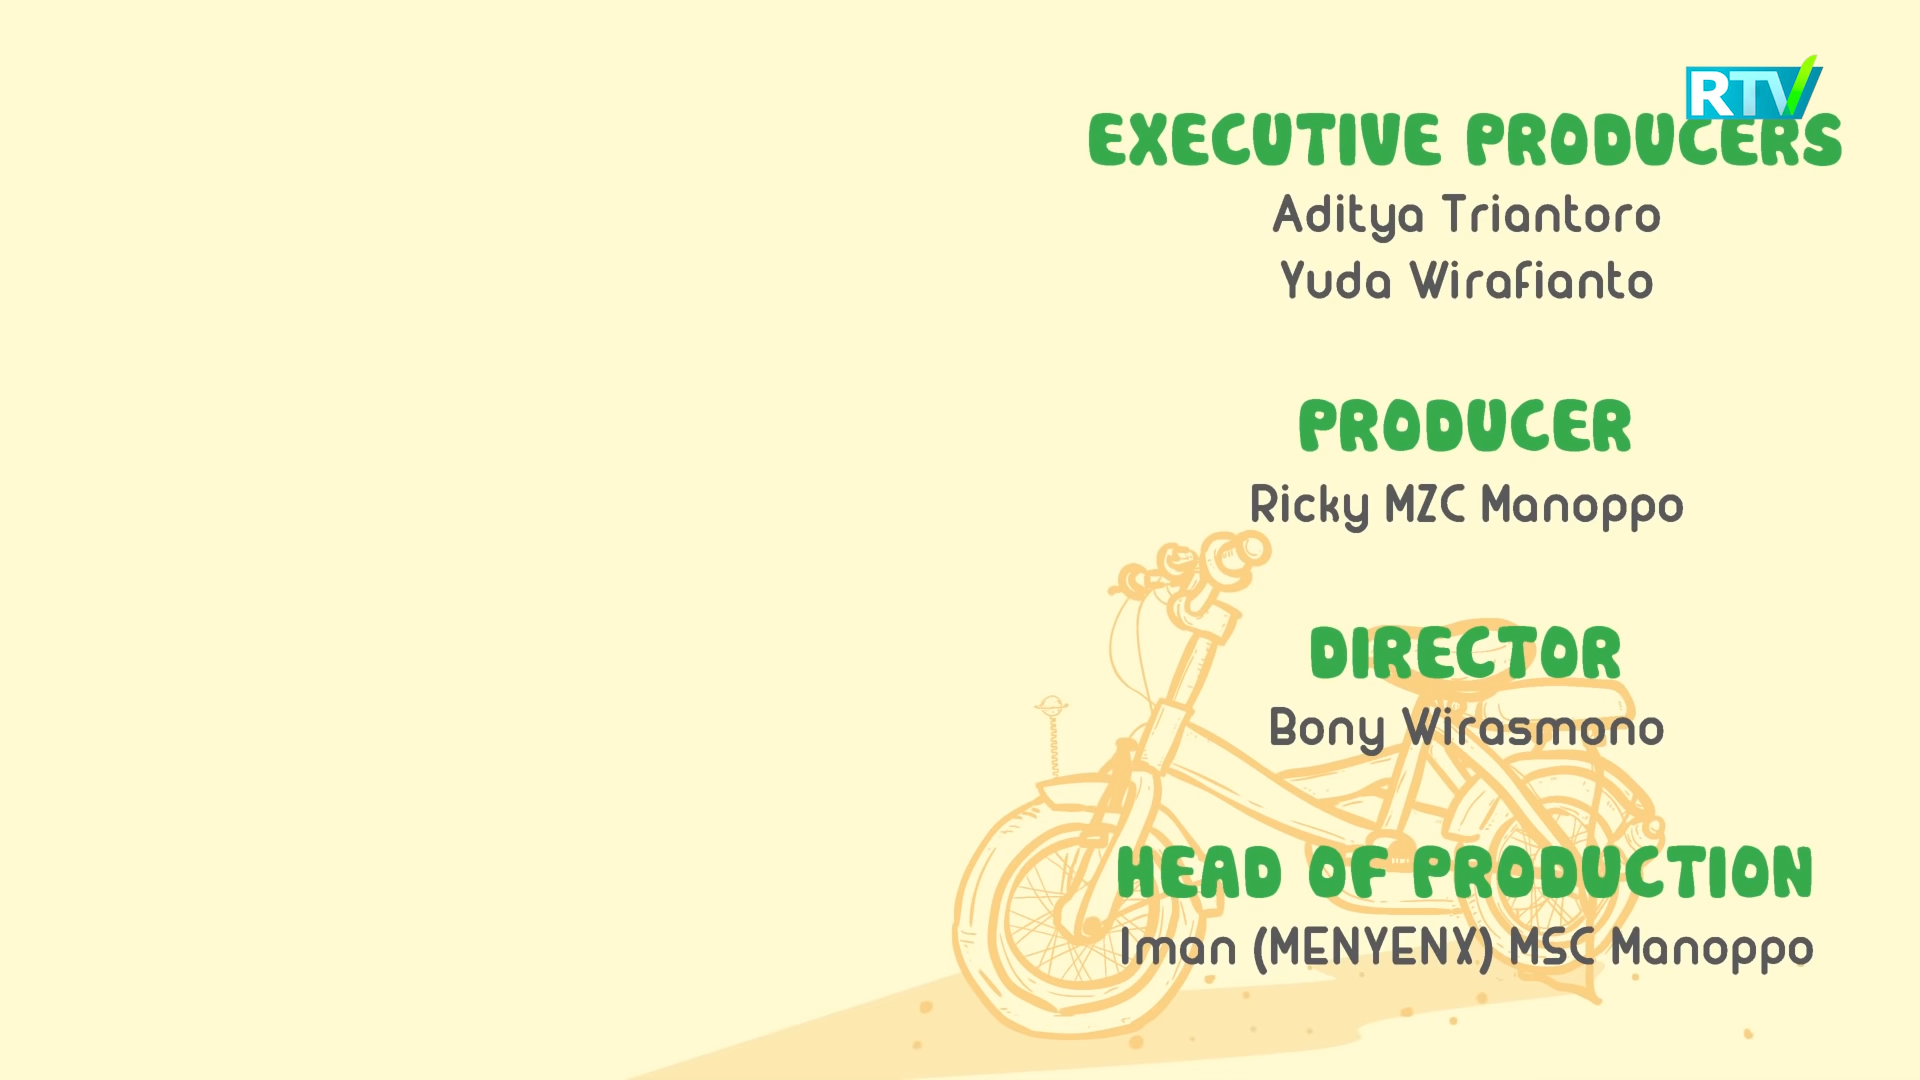 RTV
EXECUTIVE PRODUCERS
Aditya Triantoro
Yuda Wirafianto
PRODUCER
Ricky MZC Manoppo
DIRECTOR
Bony Wirasmono
HEAD OF PRODUCTION
Iman (MENYENX) MSC Manoppo